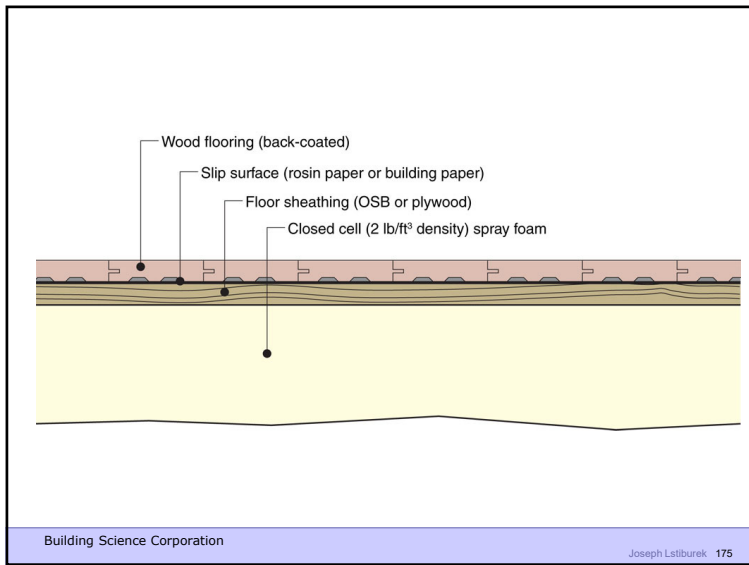 Wood flooring (back-coated)
Slip surface (rosin paper or building paper)
Floor sheathing (OSB or plywood)
Closed cell (2 lb/ft³ density) spray foam
Building Science Corporation
Joseph Lstiburek 175